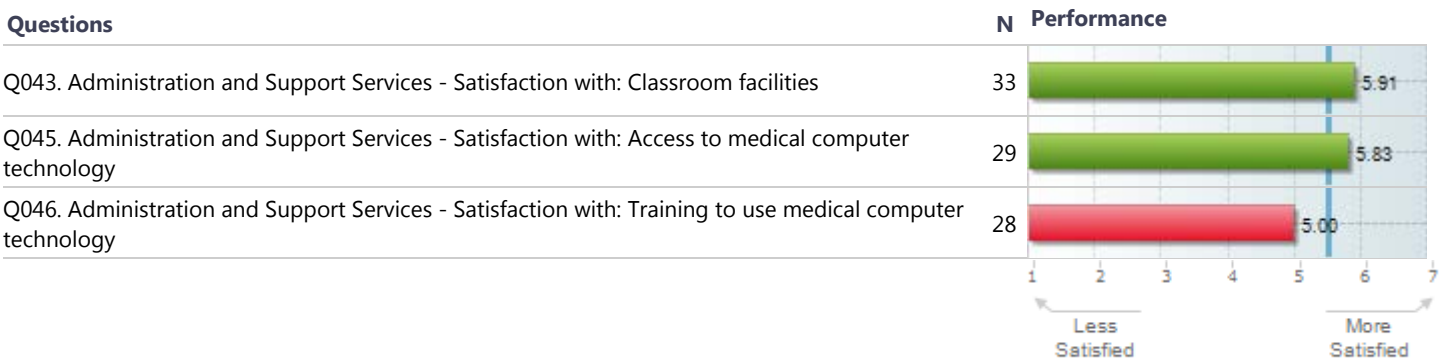 Questions N Performance
Q043. Administration and Support Services - Satisfaction with: Classroom facilities 33 5.91
Q045. Administration and Support Services - Satisfaction with: Access to medical computer
technology 29 5.83
Q046. Administration and Support Services - Satisfaction with: Training to use medical computer
technology 28 5.00
1 2 3 4 5 6 7
Less More
Satisfied Satisfied